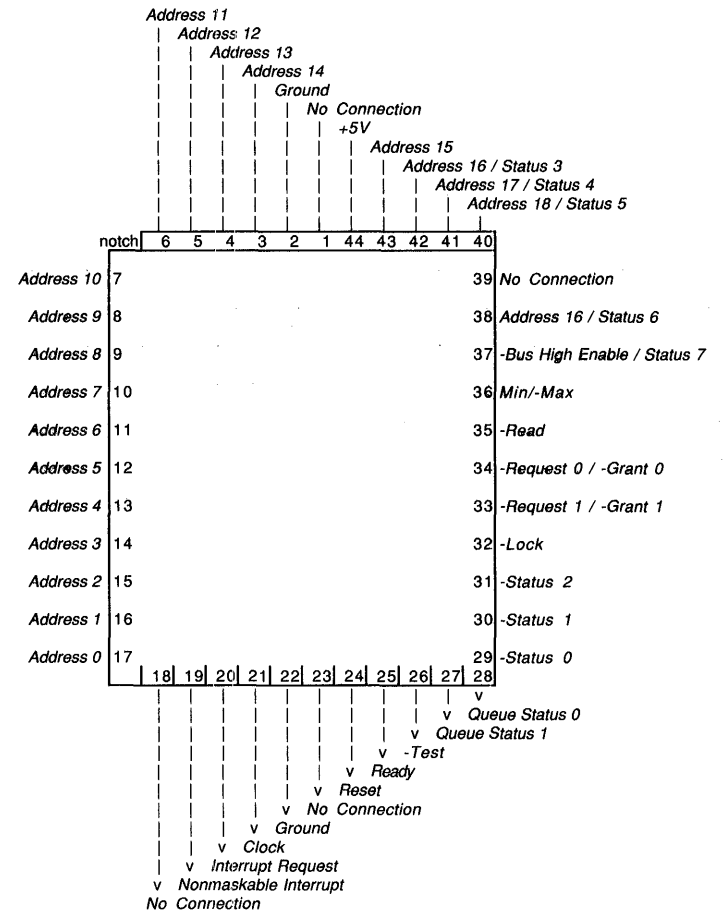 Address 11
Address 12
Address 13
Address 14
Ground
No Connection
+5V
Address 15
Address 16 / Status 3
Address 17 / Status 4
Address 18 / Status 5
notch 6 5 4 3 2 1 44 43 42 41 40
Address 10 7 39 No Connection
Address 9 8 38 Address 16 / Status 6
Address 8 9 37 -Bus High Enable / Status 7
Address 7 10 36 Min/-Max
Address 6 11 35 -Read
Address 5 12 34 -Request 0 / -Grant 0
Address 4 13 33 -Request 1 / -Grant 1
Address 3 14 32 -Lock
Address 2 15 31 -Status 2
Address 1 16 30 -Status 1
Address 0 17 29 -Status 0
18 19 20 21 22 23 24 25 26 27 28
Queue Status 0
Queue Status 1
-Test
Ready
Reset
No Connection
Ground
Clock
Interrupt Request
Nonmaskable Interrupt
No Connection